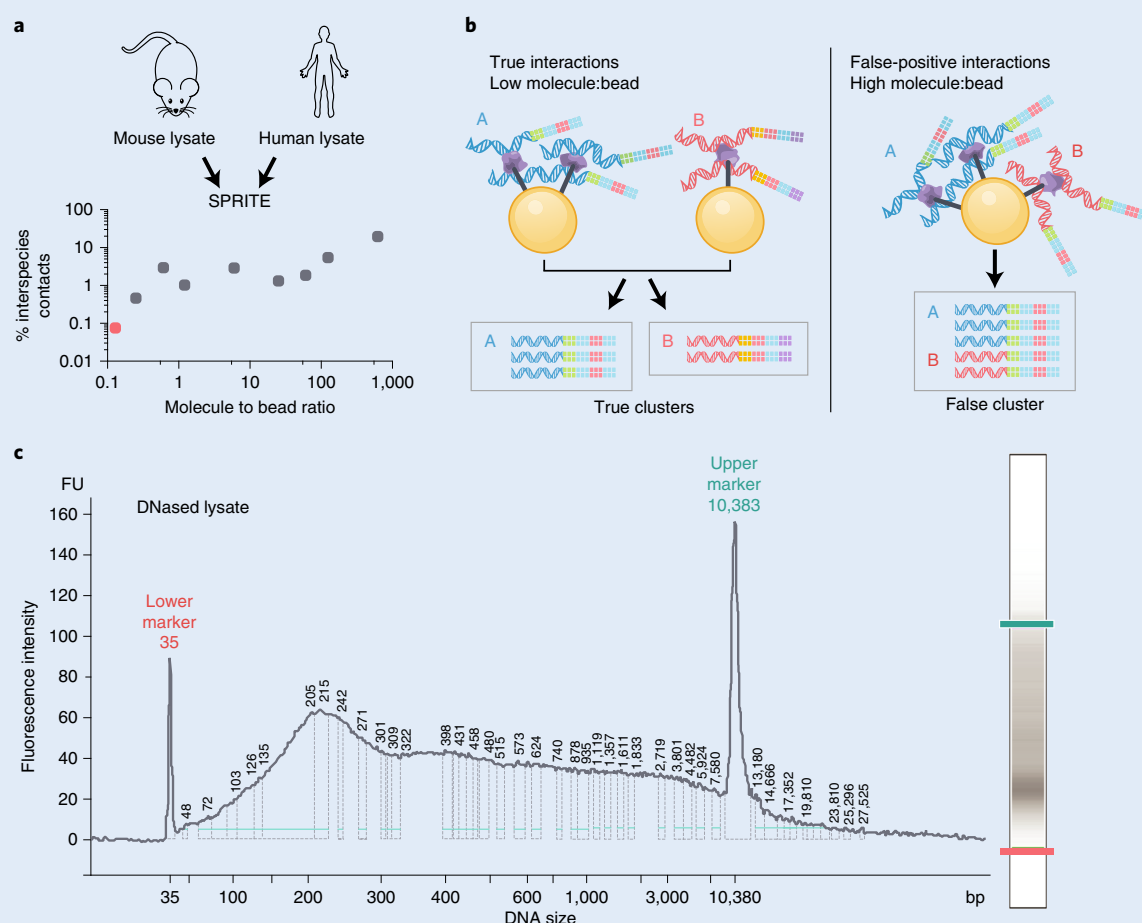 a
Mouse lysate
Human lysate
SPRITE
% interspecies
contacts
100
10
1
0.1
0.01
0.1
1
10
100
1,000
Molecule to bead ratio
b
True interactions
Low molecule:bead
A
B
A
B
True clusters
False-positive interactions
High molecule:bead
A
B
A
B
False cluster
c
FU
DNased lysate
Fluorescence intensity
160
140
120
100
80
60
40
20
0
Lower
marker
35
Upper
marker
10,383
48
72
103
126
135
205
215
242
271
301
309
322
398
431
458
480
515
573
624
740
878
935
1,119
1,357
1,611
1,833
2,719
3,801
4,482
5,924
7,580
13,180
14,666
17,352
19,810
23,810
25,296
27,525
35
100
200
300
400
600
1,000
3,000
10,380
bp
DNA size